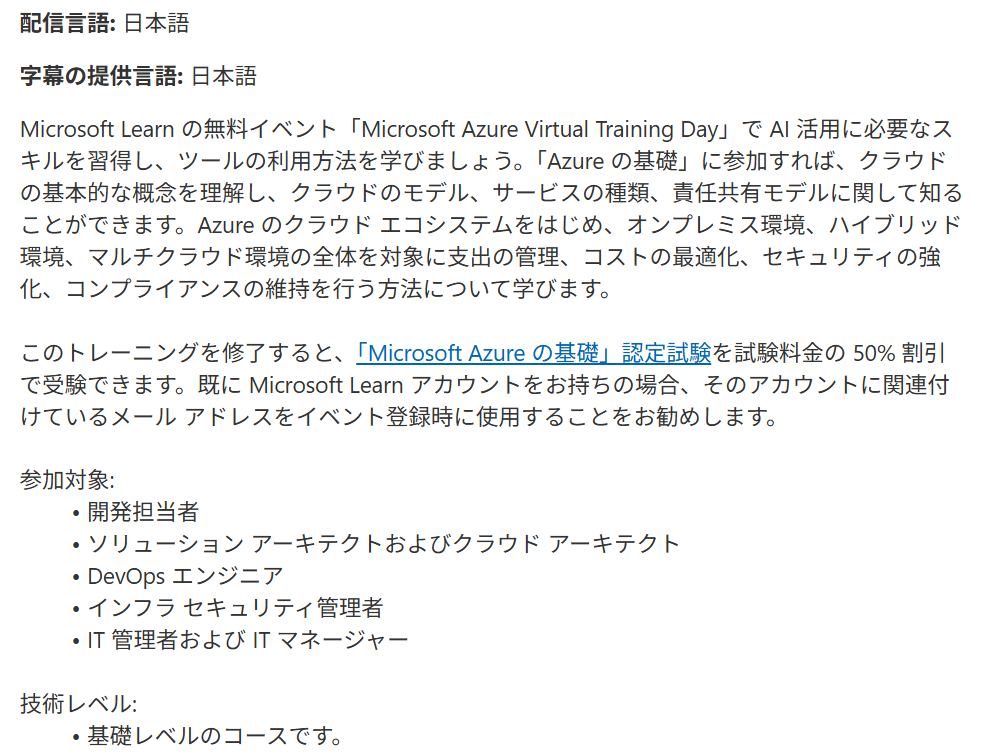 配信言語: 日本語
字幕の提供言語: 日本語
Microsoft Learn の無料イベント「Microsoft Azure Virtual Training Day」で AI 活用に必要なス
キルを習得し、ツールの利用方法を学びましょう。「Azure の基礎」に参加すれば、クラウド
の基本的な概念を理解し、クラウドのモデル、サービスの種類、責任共有モデルに関して知る
ことができます。Azure のクラウド エコシステムをはじめ、オンプレミス環境、ハイブリッド
環境、マルチクラウド環境の全体を対象に支出の管理、コストの最適化、セキュリティの強
化、コンプライアンスの維持を行う方法について学びます。
このトレーニングを修了すると、「Microsoft Azure の基礎」認定試験を試験料金の 50% 割引
で受験できます。既に Microsoft Learn アカウントをお持ちの場合、そのアカウントに関連付
けているメール アドレスをイベント登録時に使用することをお勧めします。
参加対象:
• 開発担当者
• ソリューション アーキテクトおよびクラウド アーキテクト
• DevOps エンジニア
• インフラ セキュリティ管理者
• IT 管理者および IT マネージャー
技術レベル:
• 基礎レベルのコースです。